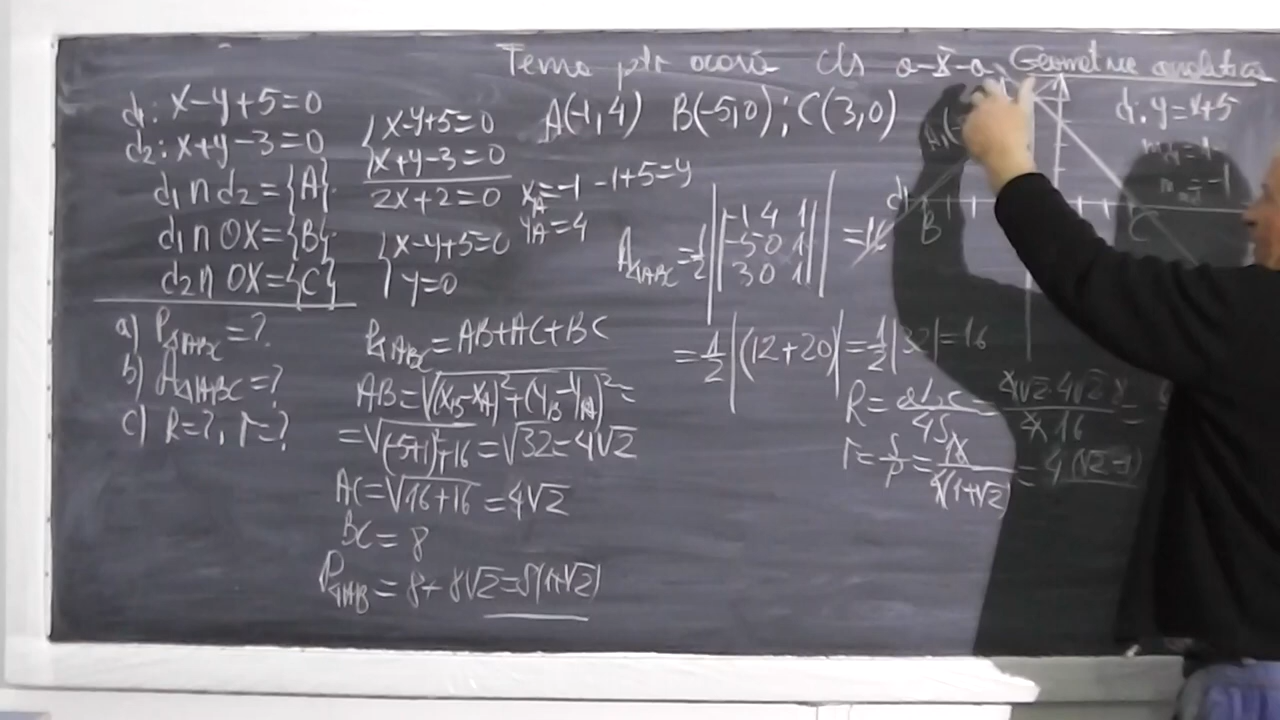 Tema ptr ocara cls a-X-a, Geometrie analitica
d1: x-y+5=0
d2: x+y-3=0
d1 ∩ d2 = {A}
d1 ∩ OX = {B}
d2 ∩ OX = {C}
a) P△ABC = ?
b) A△ABC = ?
c) R=?, r=?
{x-y+5=0
{x+y-3=0
2x+2=0
{x-y+5=0
{y=0
A(-1,4) B(-5,0); C(3,0)
xA=-1 -1+5=y
yA=4
P△ABC = AB+AC+BC
AB=√(xB-xA)²+(yB-yA)² =
=√(-5+1)²+16 = √32 = 4√2
AC=√16+16 = 4√2
BC = 8
P△AB = 8+8√2 = 8(1+√2)
A△ABC = 1/2 ||-1 4 1|
|-5 0 1|
|3 0 1|| =
= 1/2 |(12+20)| = 1/2 |32| = 16
R = abc/4S = 4√2·4√2·8/4·16 =
r = S/p = 16/4(1+√2) = 4(√2-1)
d1
B
C
d1: y=x+5